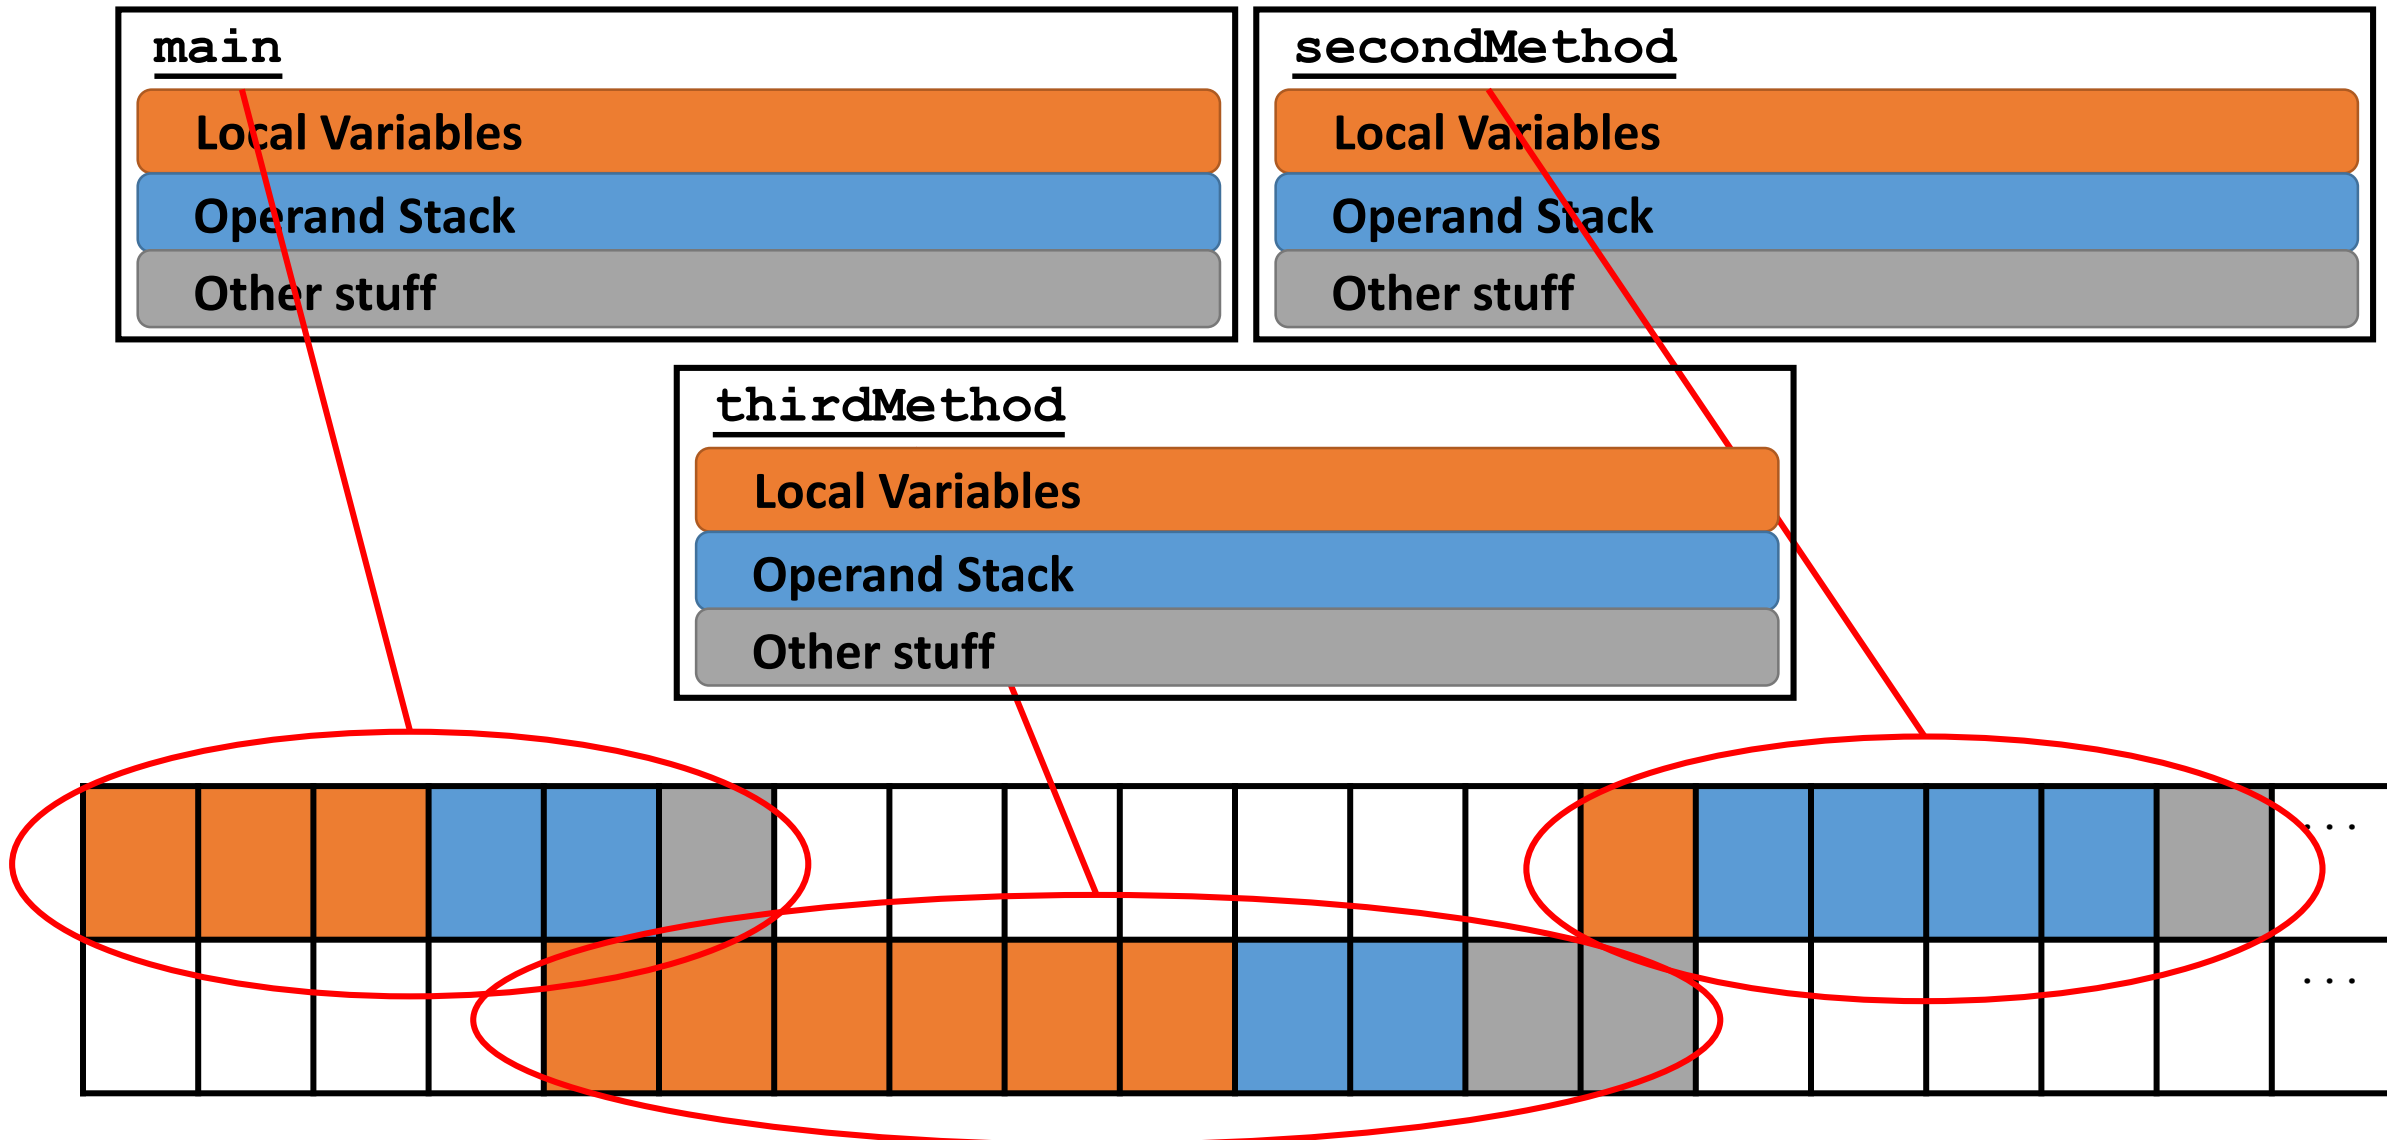 main
Local Variables
Operand Stack
Other stuff
secondMethod
Local Variables
Operand Stack
Other stuff
thirdMethod
Local Variables
Operand Stack
Other stuff
...
...